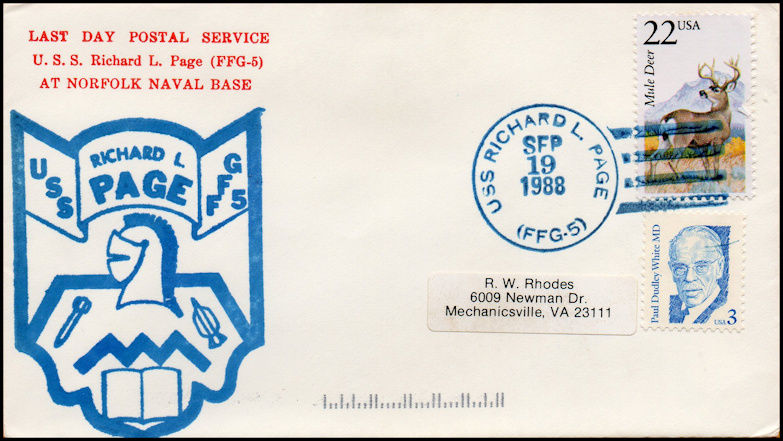 LAST DAY POSTAL SERVICE
U. S. S. Richard L. Page (FFG-5)
AT NORFOLK NAVAL BASE
USS
RICHARD L.
PAGE
FFG5
USS RICHARD L. PAGE
SEP
19
1988
(FFG-5)
22 USA
Mule Deer
Paul Dudley White MD
USA 3
R. W. Rhodes
6009 Newman Dr.
Mechanicsville, VA 23111